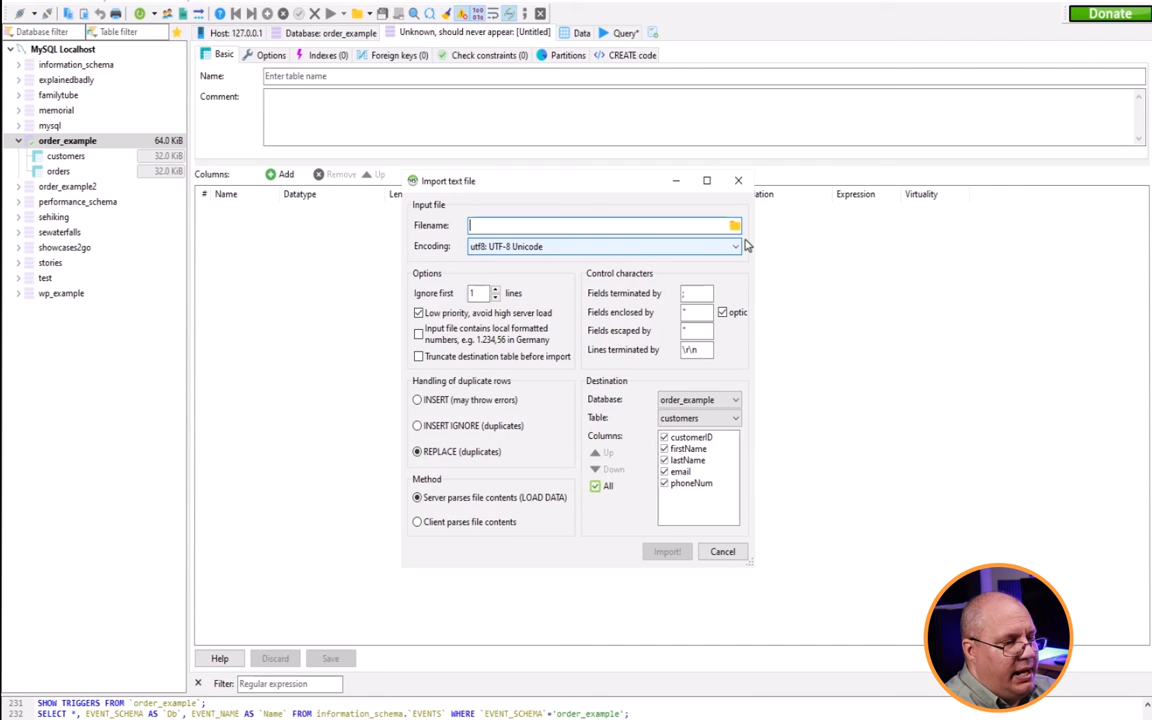 Donate
Database filter
Table filter
Host: 127.0.0.1
Database: order_example
Unknown, should never appear: [Untitled]
Data
Query*
MySQL Localhost
information_schema
explainedbadly
familytube
memorial
mysql
order_example 64.0 KiB
customers 32.0 KiB
orders 32.0 KiB
order_example2
performance_schema
sehiking
sewaterfalls
showcases2go
stories
test
wp_example
Basic
Options
Indexes (0)
Foreign keys (0)
Check constraints (0)
Partitions
CREATE code
Name: Enter table name
Comment:
Columns: Add Remove Up
# Name Datatype Len
ation Expression Virtuality
Import text file
Input file
Filename:
Encoding: utf8: UTF-8 Unicode
Options
Ignore first 1 lines
Low priority, avoid high server load
Input file contains local formatted
numbers, e.g. 1.234,56 in Germany
Truncate destination table before import
Control characters
Fields terminated by ;
Fields enclosed by " optic
Fields escaped by "
Lines terminated by \r\n
Handling of duplicate rows
INSERT (may throw errors)
INSERT IGNORE (duplicates)
REPLACE (duplicates)
Method
Server parses file contents (LOAD DATA)
Client parses file contents
Destination
Database: order_example
Table: customers
Columns:
Up
Down
All
customerID
firstName
lastName
email
phoneNum
Import!
Cancel
Help
Discard
Save
Filter: Regular expression
231 SHOW TRIGGERS FROM `order_example`;
232 SELECT *, EVENT_SCHEMA AS `Db`, EVENT_NAME AS `Name` FROM information_schema.`EVENTS` WHERE `EVENT_SCHEMA`='order_example';